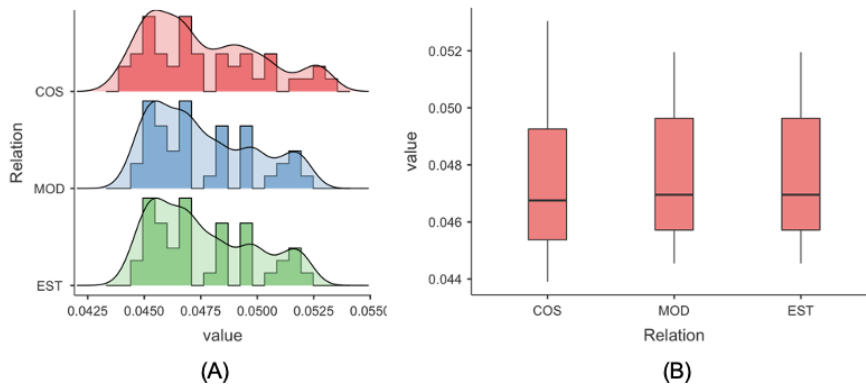 Relation
COS
MOD
EST
0.0425 0.0450 0.0475 0.0500 0.0525 0.0550
value
(A)
value
0.052
0.050
0.048
0.046
0.044
COS MOD EST
Relation
(B)